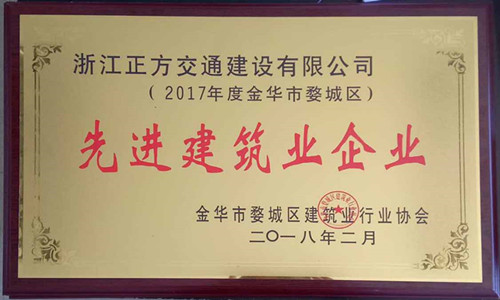 浙江正方交通建设有限公司
（2017年度金华市婺城区）
先进建筑业企业
金华市婺城区建筑业行业协会
二〇一八年二月